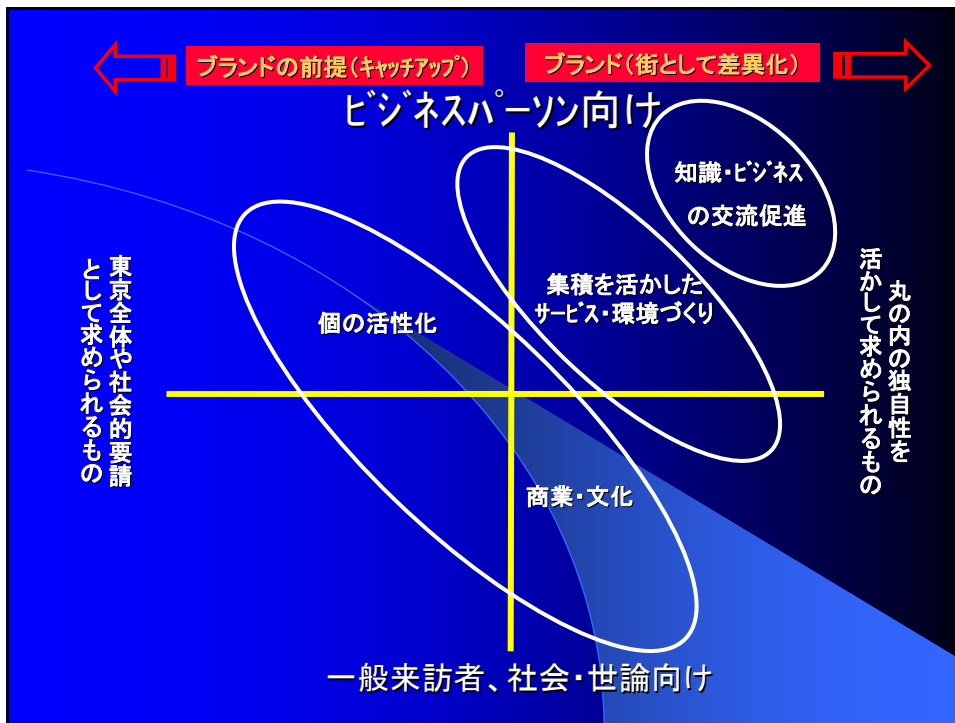 ブランドの前提(ｷｬｯﾁｱｯﾌﾟ)
ブランド(街として差異化)
ﾋﾞｼﾞﾈｽﾊﾟｰｿﾝ向け
知識・ﾋﾞｼﾞﾈｽ
の交流促進
集積を活かした
ｻｰﾋﾞｽ・環境づくり
個の活性化
東京全体や社会的要請
として求められるもの
丸の内の独自性を
活かして求められるもの
商業・文化
一般来訪者、社会・世論向け